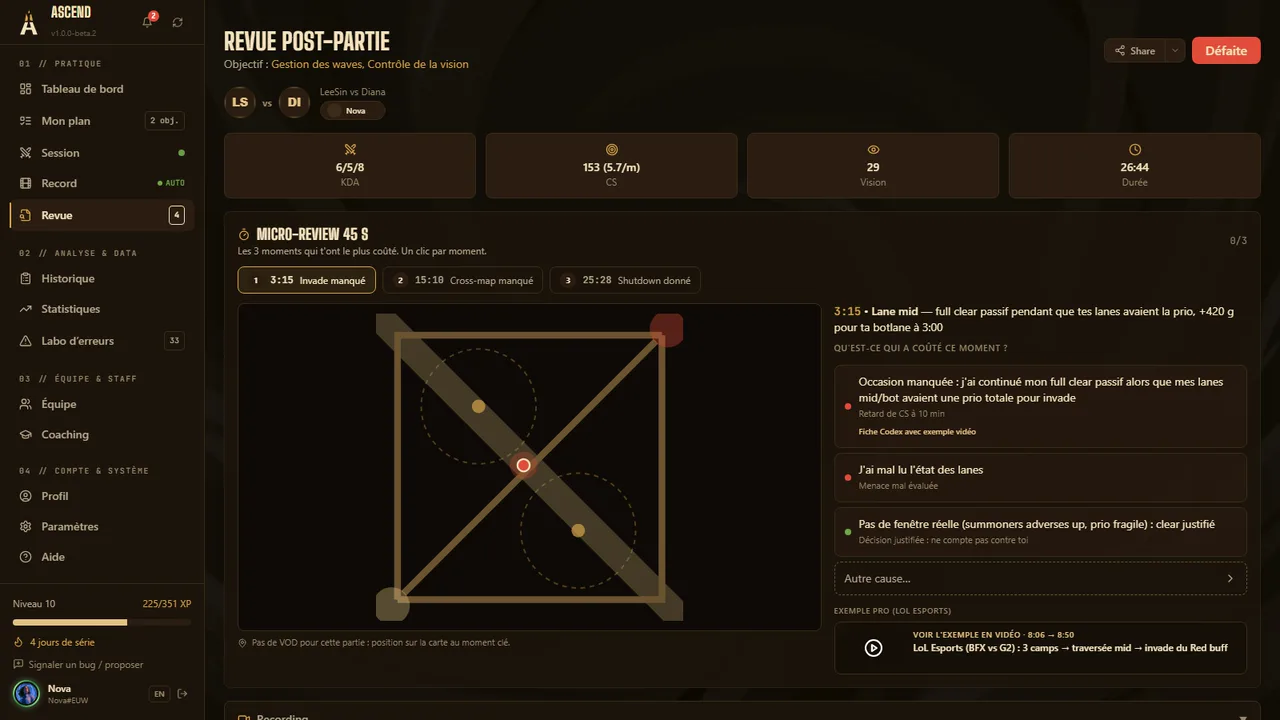 ASCEND
v1.0.0-beta.2
2
01 // PRATIQUE
Tableau de bord
Mon plan
2 obj.
Session
Record
AUTO
Revue
4
02 // ANALYSE & DATA
Historique
Statistiques
Labo d'erreurs
33
03 // ÉQUIPE & STAFF
Équipe
Coaching
04 // COMPTE & SYSTÈME
Profil
Paramètres
Aide
Niveau 10
225/351 XP
4 jours de série
Signaler un bug / proposer
Nova
Nova#EUW
EN
REVUE POST-PARTIE
Objectif : Gestion des waves, Contrôle de la vision
Share
Défaite
LS
vs
DI
LeeSin vs Diana
Nova
6/5/8
KDA
153 (5.7/m)
CS
29
Vision
26:44
Durée
MICRO-REVIEW 45 S
Les 3 moments qui t'ont le plus coûté. Un clic par moment.
0/3
1 3:15 Invade manqué
2 15:10 Cross-map manqué
3 25:28 Shutdown donné
Pas de VOD pour cette partie : position sur la carte au moment clé.
3:15 • Lane mid — full clear passif pendant que tes lanes avaient la prio, +420 g
pour ta botlane à 3:00
QU'EST-CE QUI A COÛTÉ CE MOMENT ?
Occasion manquée : j'ai continué mon full clear passif alors que mes lanes
mid/bot avaient une prio totale pour invade
Retard de CS à 10 min
Fiche Codex avec exemple vidéo
J'ai mal lu l'état des lanes
Menace mal évaluée
Pas de fenêtre réelle (summoners adverses up, prio fragile) : clear justifié
Décision justifiée : ne compte pas contre toi
Autre cause...
EXEMPLE PRO (LOL ESPORTS)
VOIR L'EXEMPLE EN VIDÉO · 8:06 → 8:50
LoL Esports (BFX vs G2) : 3 camps → traversée mid → invade du Red buff
Recording